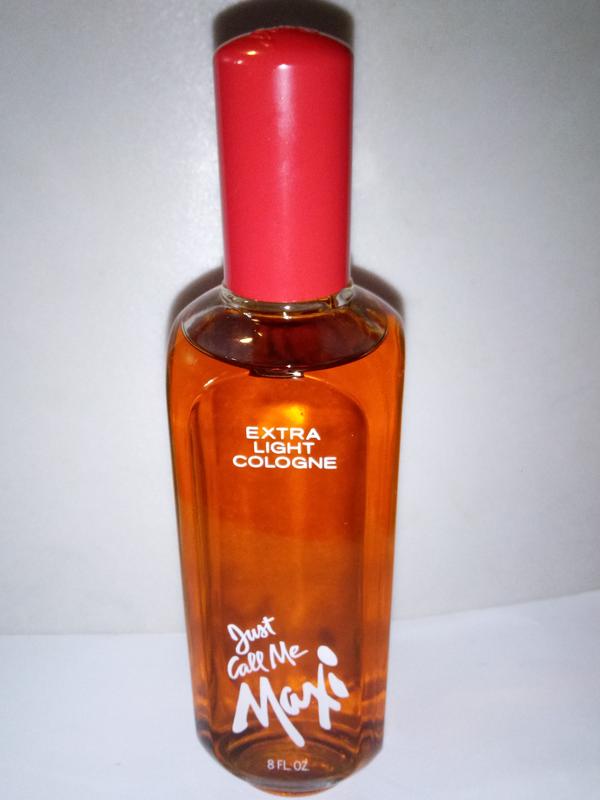 EXTRA
LIGHT
COLOGNE
Just
Call Me
Maxi
8 FL. OZ.